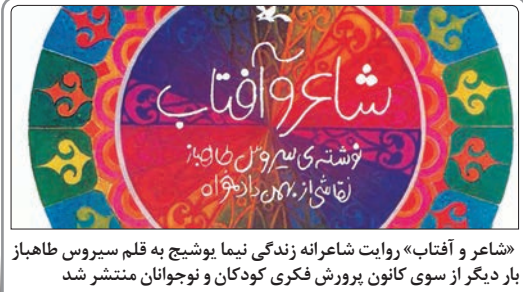 شاعر و آفتاب
نوشته‌ی سیروس طاهباز
نقاشی از بهمن دادخواه
«شاعر و آفتاب» روایت شاعرانه زندگی نیما یوشیج به قلم سیروس طاهباز
بار دیگر از سوی کانون پرورش فکری کودکان و نوجوانان منتشر شد